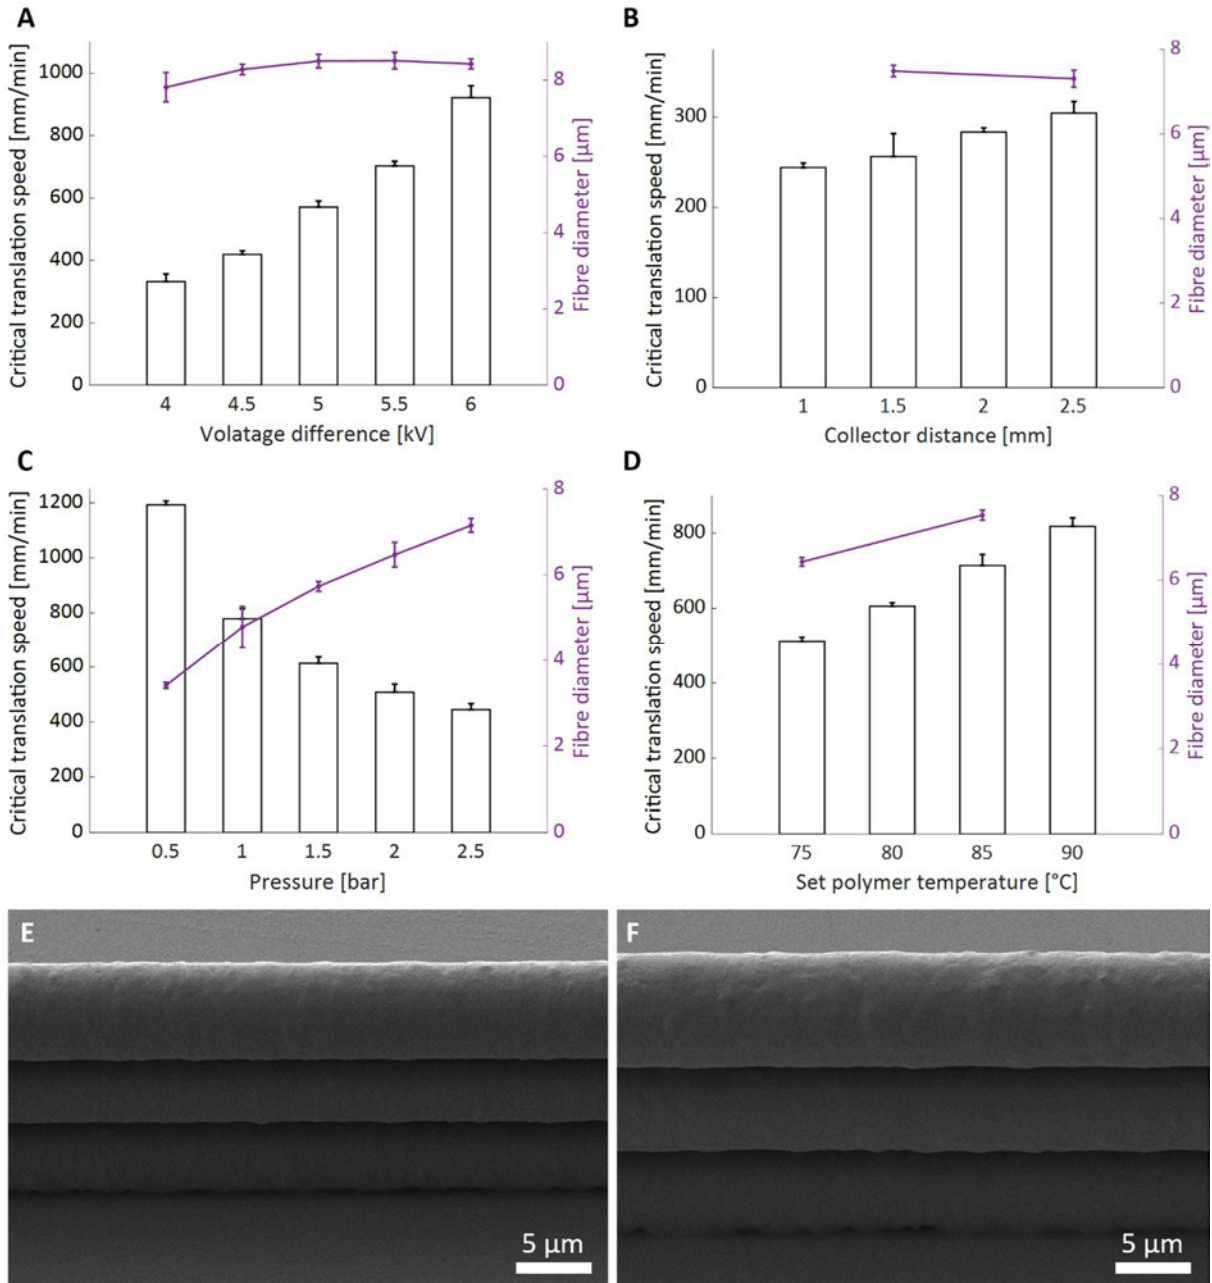 A
Critical translation speed [mm/min]
1000
800
600
400
200
0
8
6
4
2
0
Fibre diameter [µm]
4 4.5 5 5.5 6
Volatage difference [kV]
B
Critical translation speed [mm/min]
300
200
100
0
8
6
4
2
0
Fibre diameter [µm]
1 1.5 2 2.5
Collector distance [mm]
C
Critical translation speed [mm/min]
1200
1000
800
600
400
200
0
8
6
4
2
0
Fibre diameter [µm]
0.5 1 1.5 2 2.5
Pressure [bar]
D
Critical translation speed [mm/min]
800
600
400
200
0
8
6
4
2
0
Fibre diameter [µm]
75 80 85 90
Set polymer temperature [°C]
E
5 µm
F
5 µm